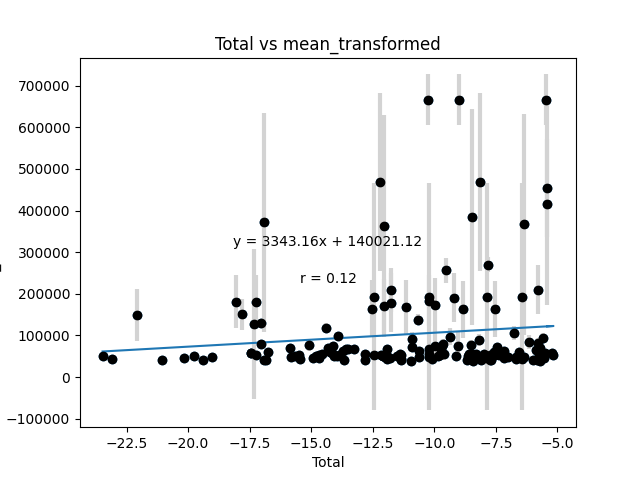 Total vs mean_transformed
700000
600000
500000
400000
300000
200000
100000
0
−100000
y = 3343.16x + 140021.12
r = 0.12
−22.5 −20.0 −17.5 −15.0 −12.5 −10.0 −7.5 −5.0
Total